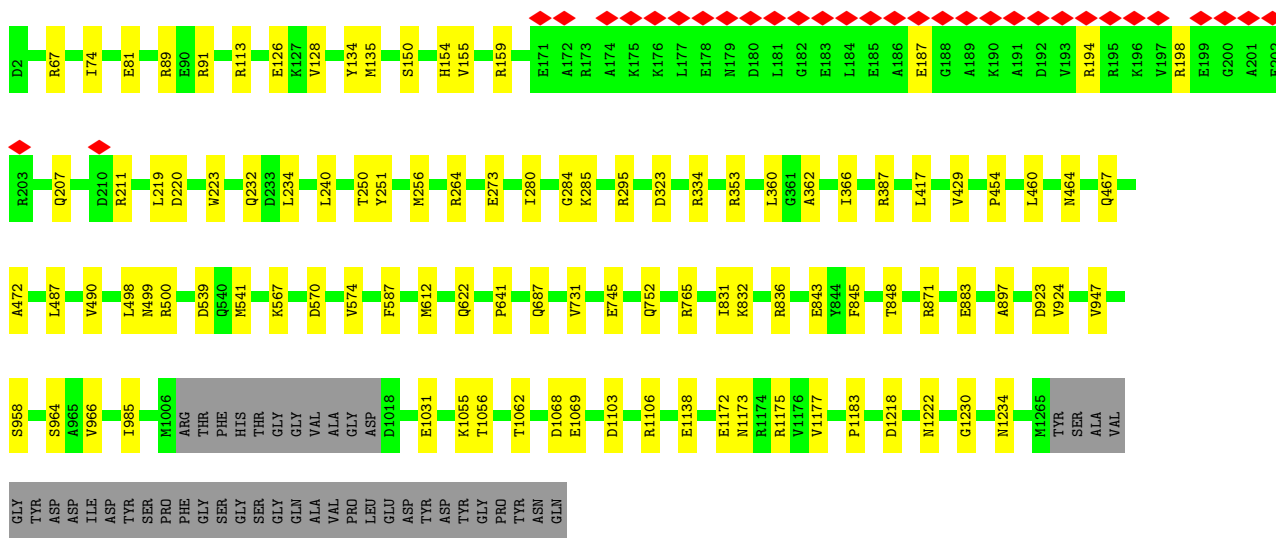 D2 R67 I74 E81 R89 E90 R91 R113 E126 K127 V128 Y134 M135 S150 H154 V155 R159 E171 A172 R173 A174 K175 K176 L177 E178 N179 D180 L181 G182 E183 L184 E185 A186 E187 G188 A189 K190 A191 D192 V193 R194 R195 K196 V197 R198 E199 G200 A201 E202
R203 Q207 D210 R211 L219 D220 W223 Q232 D233 L234 L240 T250 Y251 M256 R264 E273 I280 G284 K285 R295 D323 R334 R353 L360 G361 A362 I366 R387 L417 V429 P454 L460 N464 Q467
A472 L487 V490 L498 N499 R500 D539 Q540 M541 K567 D570 V574 F587 M612 Q622 P641 Q687 V731 E745 Q752 R765 I831 K832 R836 E843 Y844 F845 T848 R871 E883 A897 D923 V924 V947
S958 S964 A965 V966 I985 M1006 ARG THR PHE HIS THR GLY GLY VAL ALA GLY ASP D1018 E1031 K1055 T1056 T1062 D1068 E1069 D1103 R1106 E1138 E1172 N1173 R1174 R1175 V1176 V1177 P1183 D1218 N1222 G1230 N1234 M1265 TYR SER ALA VAL
GLY TYR ASP ASP ILE ASP TYR SER PRO PHE GLY SER GLY SER GLY GLN ALA VAL PRO LEU GLU ASP TYR ASP TYR GLY PRO TYR ASN GLN